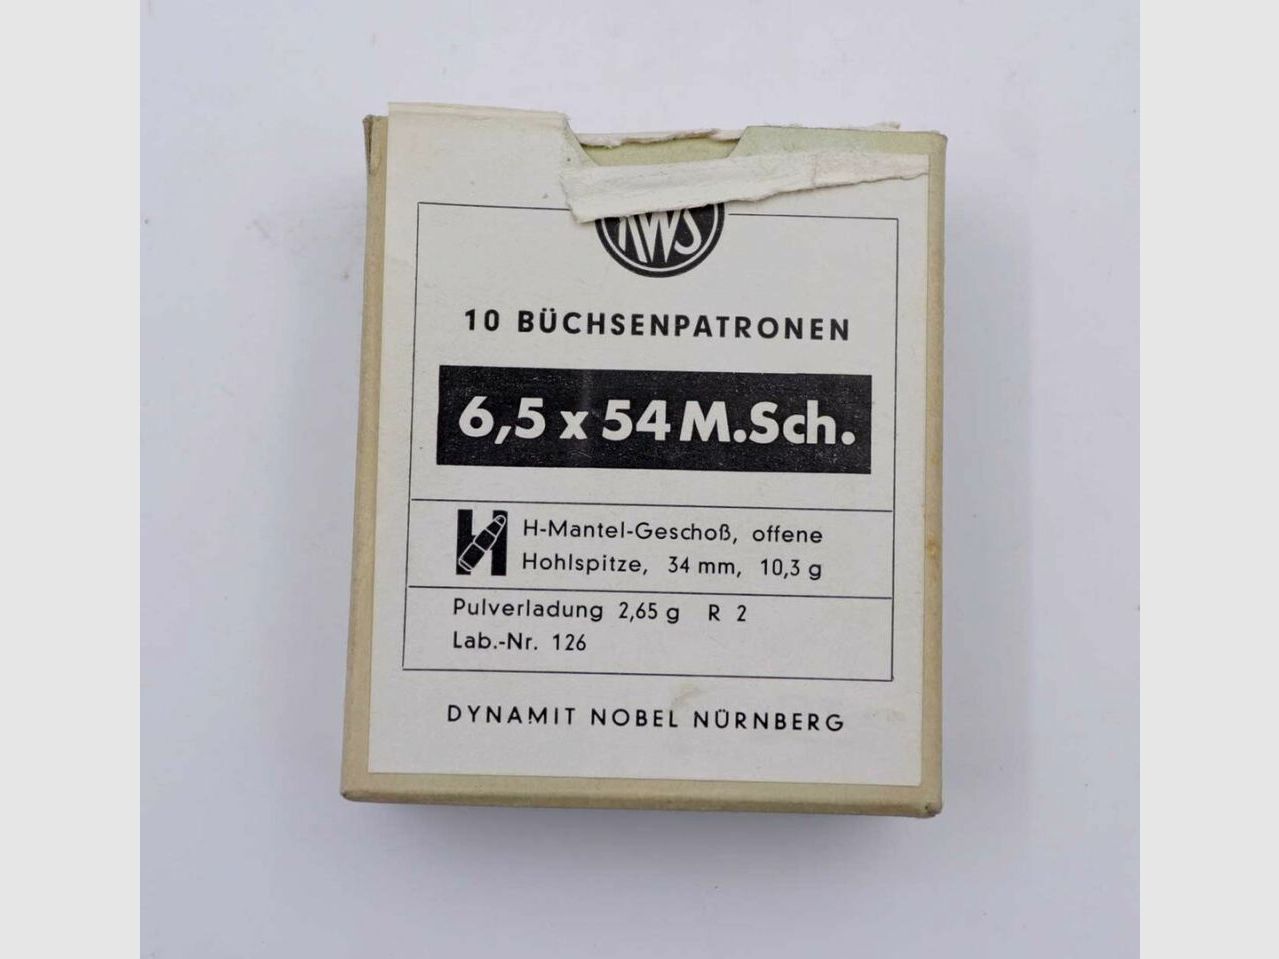 RWS
10 BÜCHSENPATRONEN
6,5 x 54 M.Sch.
H-Mantel-Geschoß, offene
Hohlspitze, 34 mm, 10,3 g
Pulverladung 2,65 g R 2
Lab.-Nr. 126
DYNAMIT NOBEL NÜRNBERG